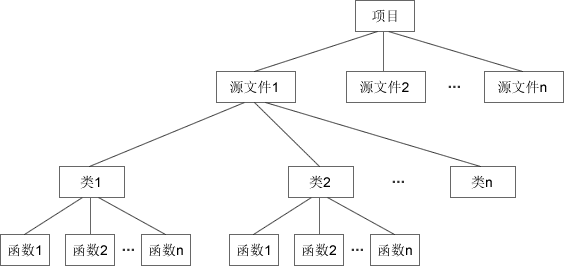 项目
源文件1 源文件2 ... 源文件n
类1 类2 ... 类n
函数1 函数2 ... 函数n 函数1 函数2 ... 函数n